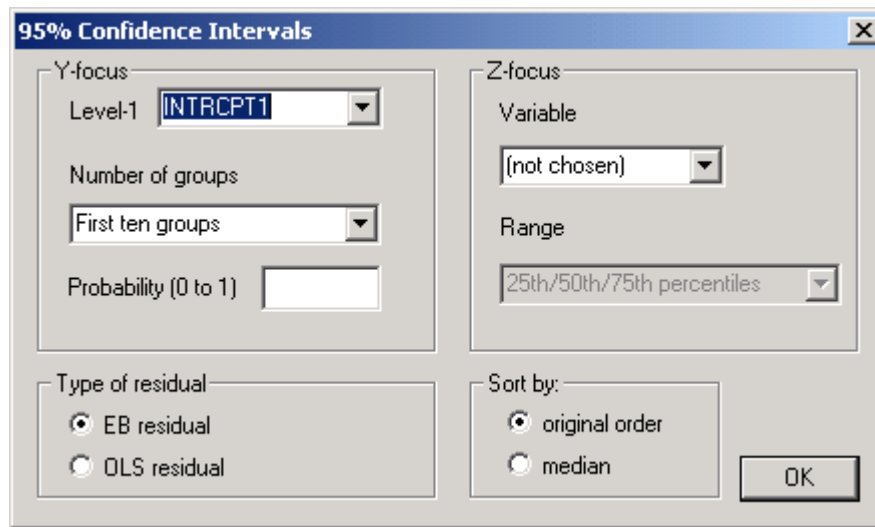 95% Confidence Intervals
Y-focus
Level-1 INTRCPT1
Number of groups
First ten groups
Probability (0 to 1)
Z-focus
Variable
(not chosen)
Range
25th/50th/75th percentiles
Type of residual
EB residual
OLS residual
Sort by:
original order
median
OK